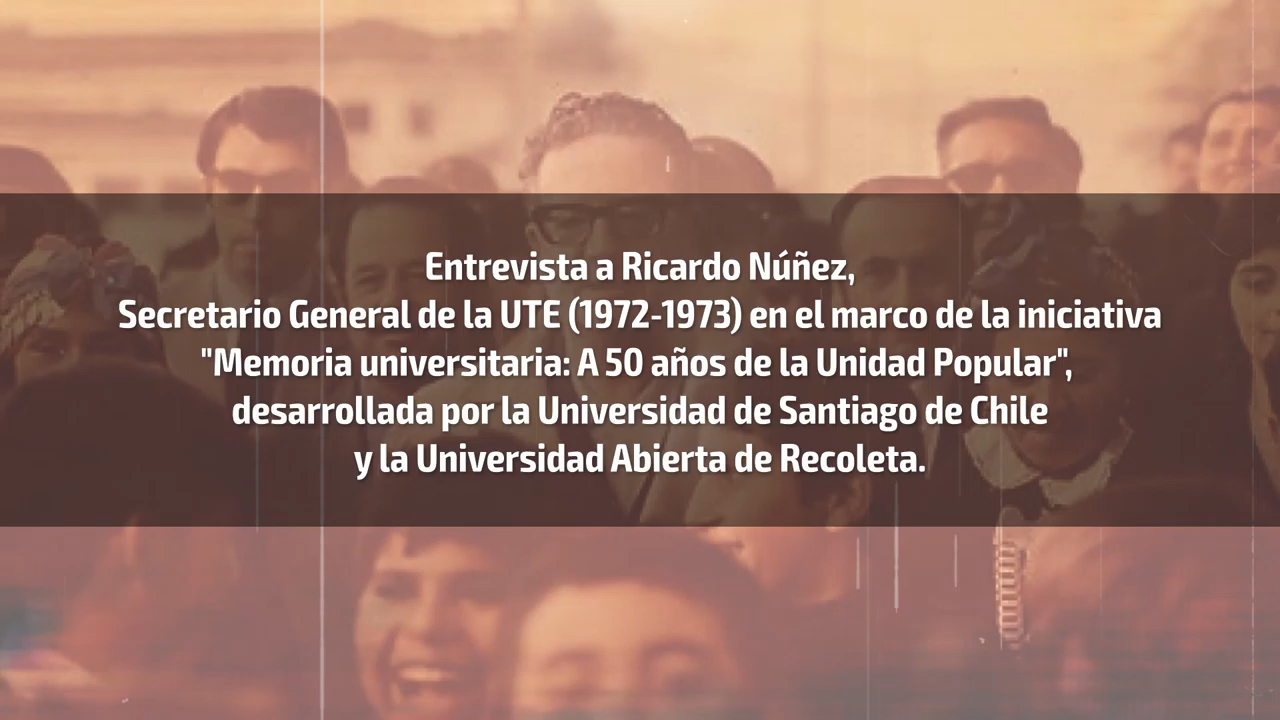 Entrevista a Ricardo Núñez,
Secretario General de la UTE (1972-1973) en el marco de la iniciativa
"Memoria universitaria: A 50 años de la Unidad Popular",
desarrollada por la Universidad de Santiago de Chile
y la Universidad Abierta de Recoleta.